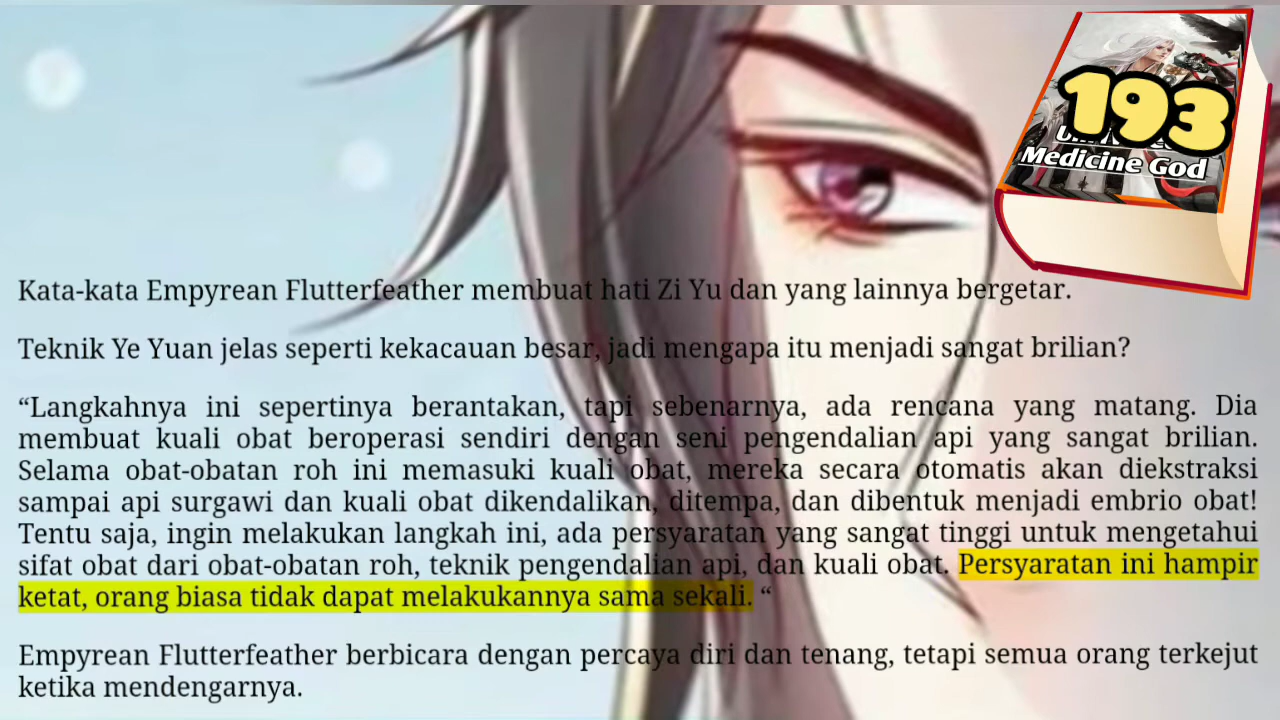 193
Medicine God
Kata-kata Empyrean Flutterfeather membuat hati Zi Yu dan yang lainnya bergetar.
Teknik Ye Yuan jelas seperti kekacauan besar, jadi mengapa itu menjadi sangat brilian?
“Langkahnya ini sepertinya berantakan, tapi sebenarnya, ada rencana yang matang. Dia
membuat kuali obat beroperasi sendiri dengan seni pengendalian api yang sangat brilian.
Selama obat-obatan roh ini memasuki kuali obat, mereka secara otomatis akan diekstraksi
sampai api surgawi dan kuali obat dikendalikan, ditempa, dan dibentuk menjadi embrio obat!
Tentu saja, ingin melakukan langkah ini, ada persyaratan yang sangat tinggi untuk mengetahui
sifat obat dari obat-obatan roh, teknik pengendalian api, dan kuali obat. Persyaratan ini hampir
ketat, orang biasa tidak dapat melakukannya sama sekali. “
Empyrean Flutterfeather berbicara dengan percaya diri dan tenang, tetapi semua orang terkejut
ketika mendengarnya.